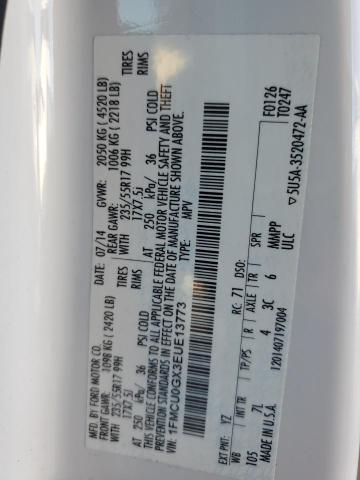 MFD. BY FORD MOTOR CO.
DATE: 07/14 GVWR: 2050 KG ( 4520 LB)
FRONT GAWR: 1098 KG ( 2420 LB) REAR GAWR: 1006 KG ( 2218 LB)
WITH 235/55R17 99H WITH 235/55R17 99H TIRES
17X7.5J RIMS
TIRES 17X7.5J RIMS
AT 250 kPa/ 36 PSI COLD AT 250 kPa/ 36 PSI COLD
THIS VEHICLE CONFORMS TO ALL APPLICABLE FEDERAL MOTOR VEHICLE SAFETY AND THEFT
PREVENTION STANDARDS IN EFFECT ON THE DATE OF MANUFACTURE SHOWN ABOVE.
VIN: 1FMCU0GX3EUE13773
TYPE: MPV
F0126
T0247
EXT PNT: YZ RC: 71 DSO:
WB INT TR TP/PS R AXLE TR SPR
105 7L 4 3C 6 MMPP
MADE IN U.S.A. ULC
1201407197004
5U5A-3520472-AA